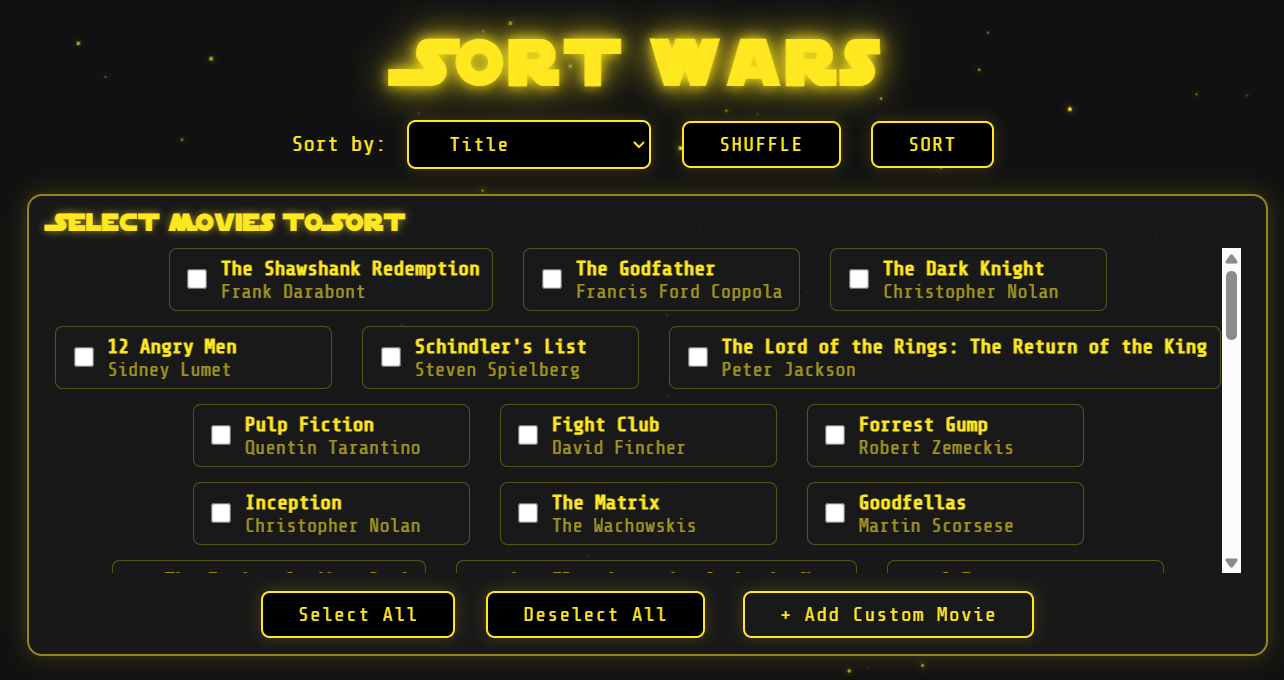 SORT WARS
Sort by: Title SHUFFLE SORT
SELECT MOVIES TO SORT
The Shawshank Redemption
Frank Darabont
The Godfather
Francis Ford Coppola
The Dark Knight
Christopher Nolan
12 Angry Men
Sidney Lumet
Schindler's List
Steven Spielberg
The Lord of the Rings: The Return of the King
Peter Jackson
Pulp Fiction
Quentin Tarantino
Fight Club
David Fincher
Forrest Gump
Robert Zemeckis
Inception
Christopher Nolan
The Matrix
The Wachowskis
Goodfellas
Martin Scorsese
Select All
Deselect All
+ Add Custom Movie